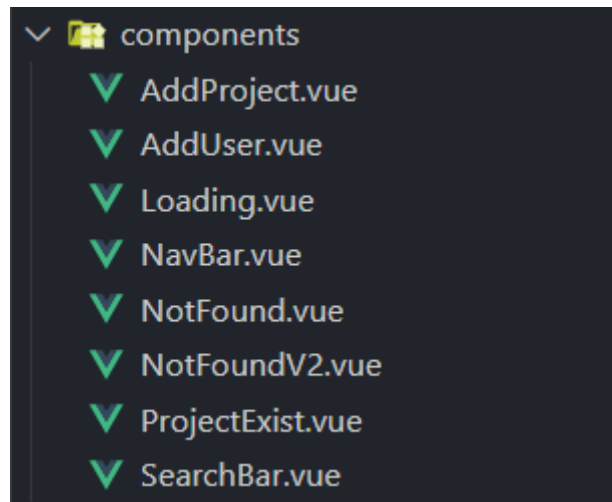 components
AddProject.vue
AddUser.vue
Loading.vue
NavBar.vue
NotFound.vue
NotFoundV2.vue
ProjectExist.vue
SearchBar.vue